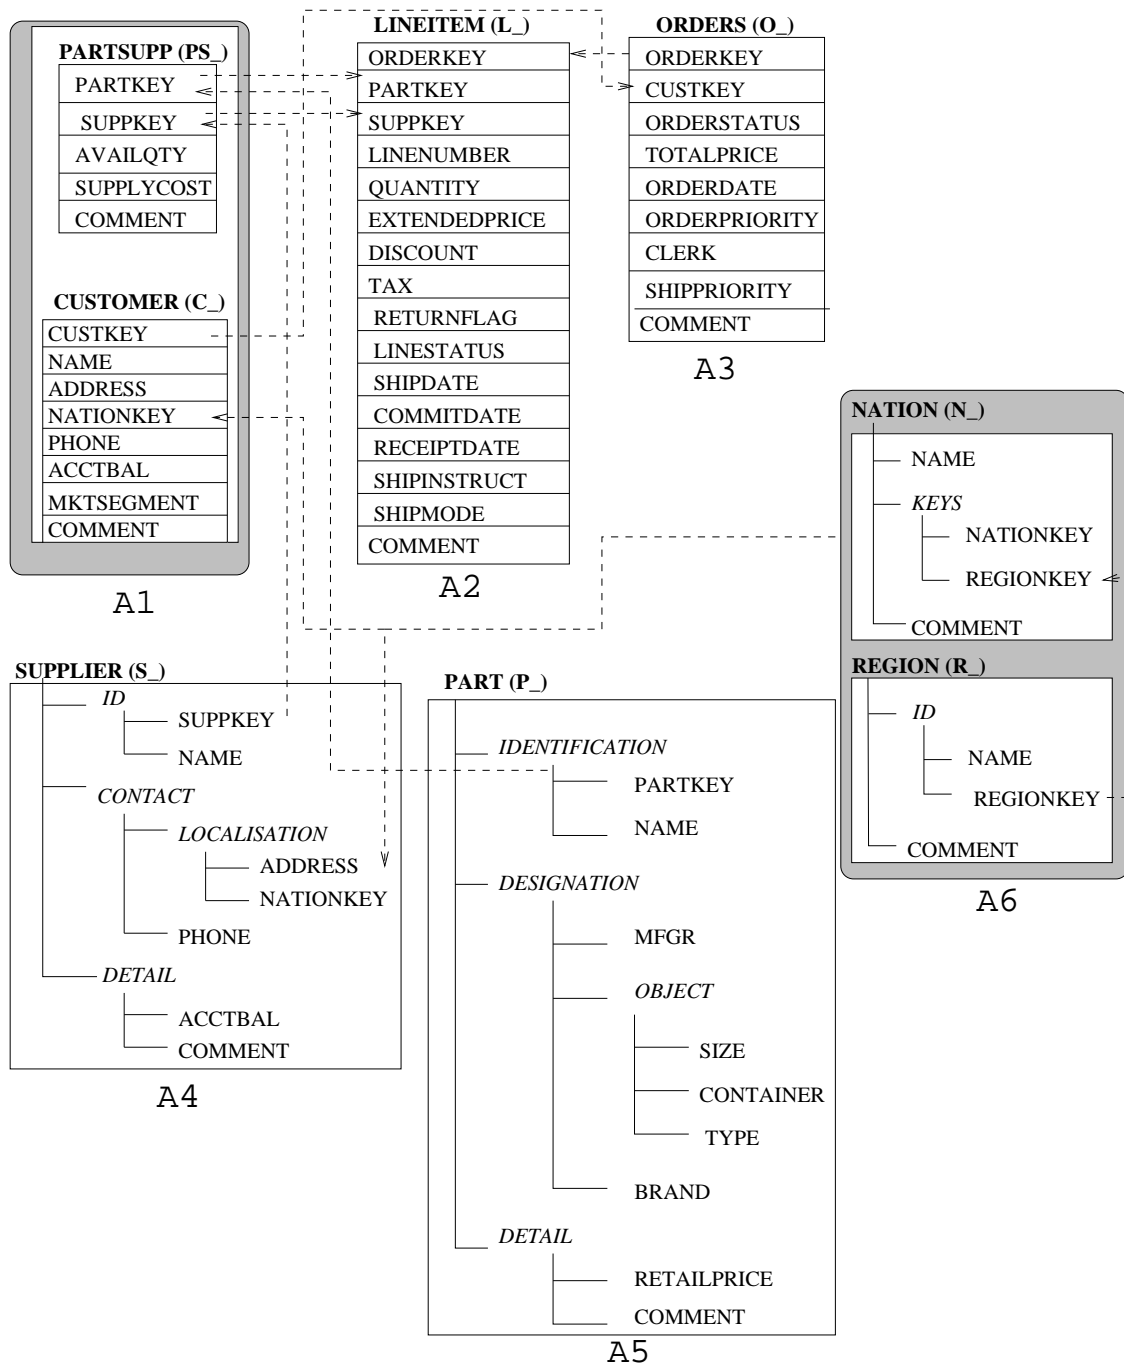 PARTSUPP (PS_)
PARTKEY
SUPPKEY
AVAILQTY
SUPPLYCOST
COMMENT
CUSTOMER (C_)
CUSTKEY
NAME
ADDRESS
NATIONKEY
PHONE
ACCTBAL
MKTSEGMENT
COMMENT
A1
LINEITEM (L_)
ORDERKEY
PARTKEY
SUPPKEY
LINENUMBER
QUANTITY
EXTENDEDPRICE
DISCOUNT
TAX
RETURNFLAG
LINESTATUS
SHIPDATE
COMMITDATE
RECEIPTDATE
SHIPINSTRUCT
SHIPMODE
COMMENT
A2
ORDERS (O_)
ORDERKEY
CUSTKEY
ORDERSTATUS
TOTALPRICE
ORDERDATE
ORDERPRIORITY
CLERK
SHIPPRIORITY
COMMENT
A3
SUPPLIER (S_)
ID
SUPPKEY
NAME
CONTACT
LOCALISATION
ADDRESS
NATIONKEY
PHONE
DETAIL
ACCTBAL
COMMENT
A4
PART (P_)
IDENTIFICATION
PARTKEY
NAME
DESIGNATION
MFGR
OBJECT
SIZE
CONTAINER
TYPE
BRAND
DETAIL
RETAILPRICE
COMMENT
A5
NATION (N_)
NAME
KEYS
NATIONKEY
REGIONKEY
COMMENT
REGION (R_)
ID
NAME
REGIONKEY
COMMENT
A6